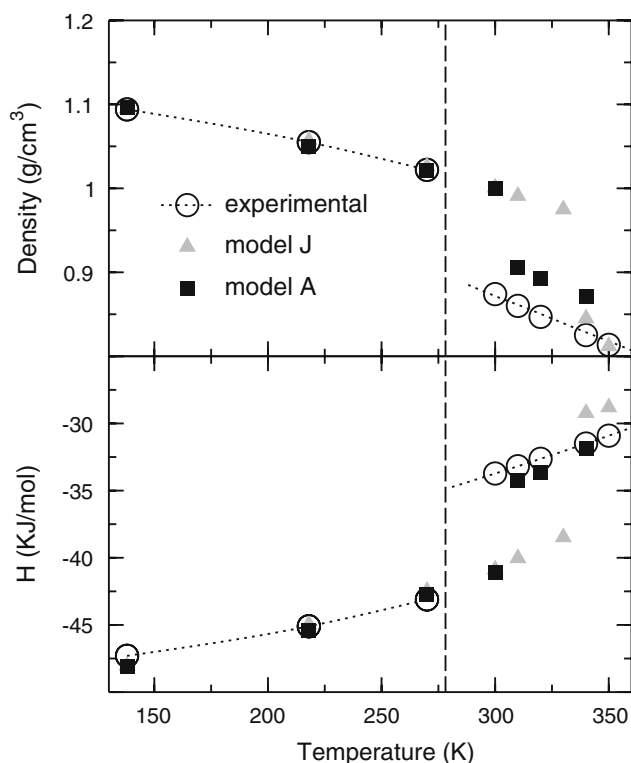 1.2
1.1
1
0.9
Density (g/cm³)
experimental
model J
model A
-30
-35
-40
-45
H (KJ/mol)
150 200 250 300 350
Temperature (K)